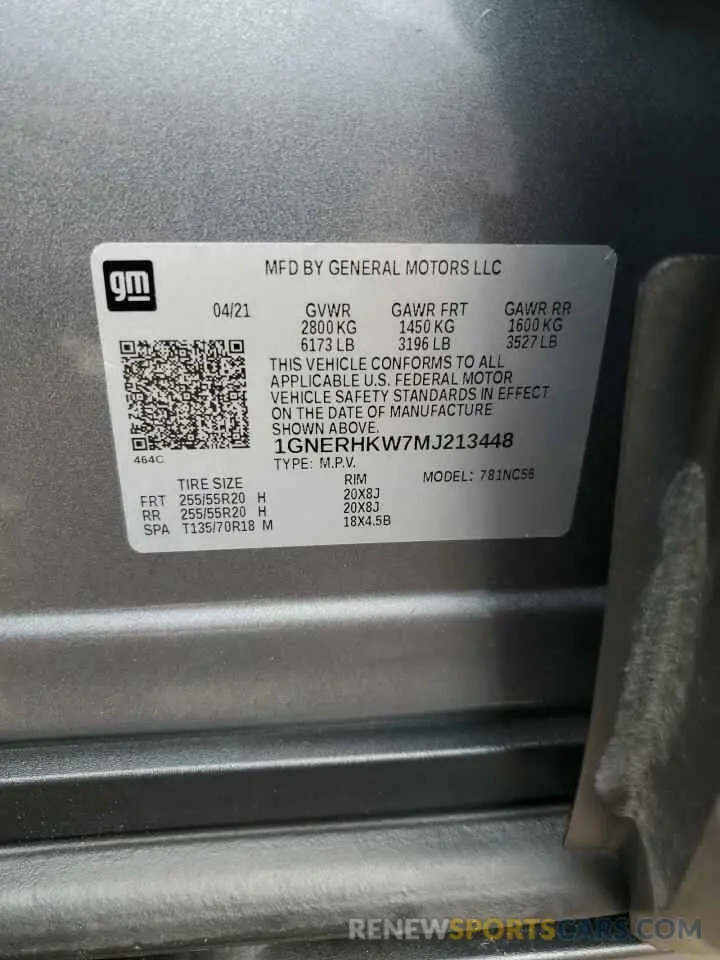 gm
MFD BY GENERAL MOTORS LLC
04/21 GVWR GAWR FRT GAWR RR
2800 KG 1450 KG 1600 KG
6173 LB 3196 LB 3527 LB
THIS VEHICLE CONFORMS TO ALL
APPLICABLE U.S. FEDERAL MOTOR
VEHICLE SAFETY STANDARDS IN EFFECT
ON THE DATE OF MANUFACTURE
SHOWN ABOVE.
464C
1GNERHKW7MJ213448
TYPE: M.P.V. MODEL: 781NC56
TIRE SIZE RIM
FRT 255/55R20 H 20X8J
RR 255/55R20 H 20X8J
SPA T135/70R18 M 18X4.5B
RENEWSPORTSCARS.COM